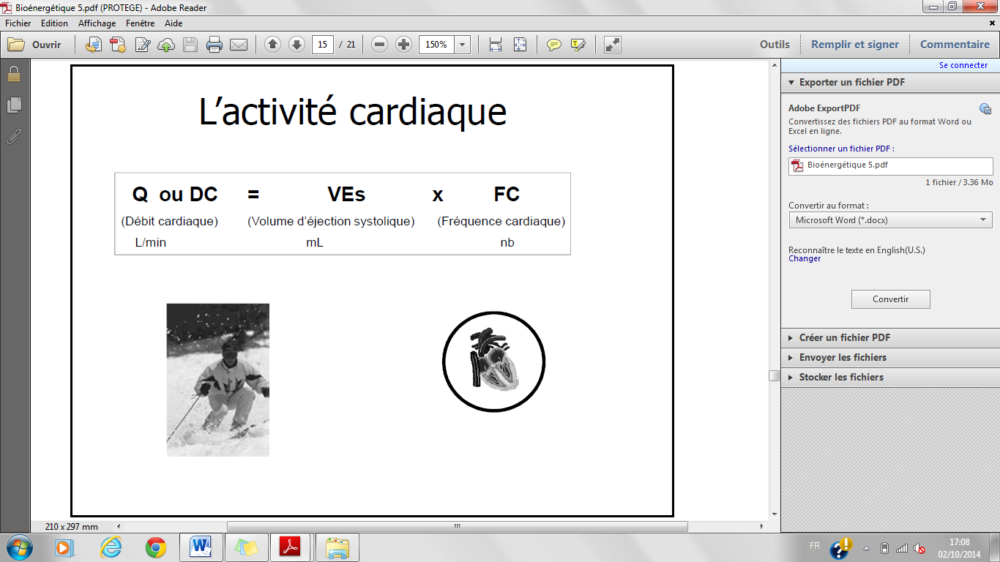 Bioénergétique 5.pdf (PROTEGE) - Adobe Reader
Fichier Edition Affichage Fenêtre Aide
Ouvrir 15 / 21 150% Outils Remplir et signer Commentaire
Se connecter
Exporter un fichier PDF
Adobe ExportPDF
Convertissez des fichiers PDF au format Word ou
Excel en ligne.
Sélectionner un fichier PDF :
Bioénergétique 5.pdf
1 fichier / 3.36 Mo
Convertir au format :
Microsoft Word (*.docx)
Reconnaître le texte en English(U.S.)
Changer
Convertir
Créer un fichier PDF
Envoyer les fichiers
Stocker les fichiers
L’activité cardiaque
Q ou DC = VEs x FC
(Débit cardiaque) (Volume d’éjection systolique) (Fréquence cardiaque)
L/min mL nb
210 x 297 mm
FR
17:08
02/10/2014